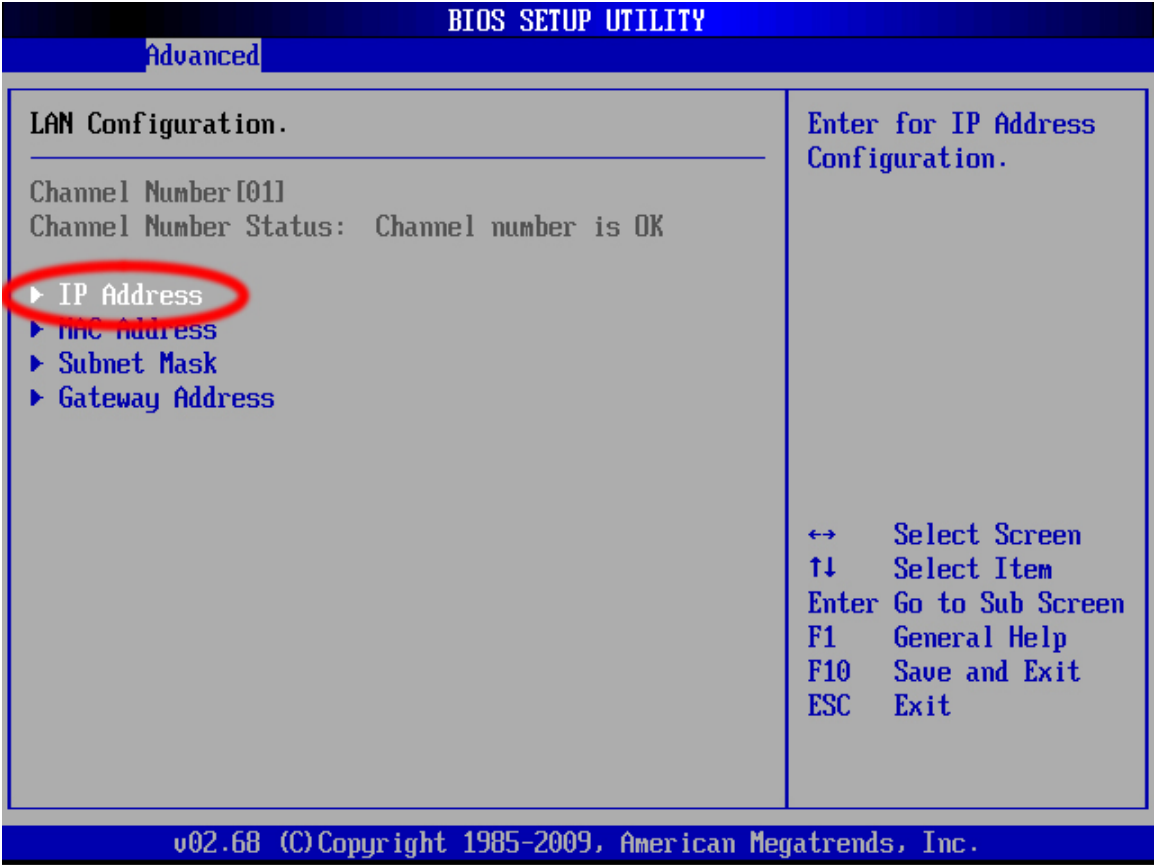 BIOS SETUP UTILITY
Advanced
LAN Configuration.
Channel Number[01]
Channel Number Status:  Channel number is OK
IP Address
MAC Address
Subnet Mask
Gateway Address
Enter for IP Address
Configuration.
←→ Select Screen
↑↓ Select Item
Enter Go to Sub Screen
F1 General Help
F10 Save and Exit
ESC Exit
v02.68 (C)Copyright 1985-2009, American Megatrends, Inc.